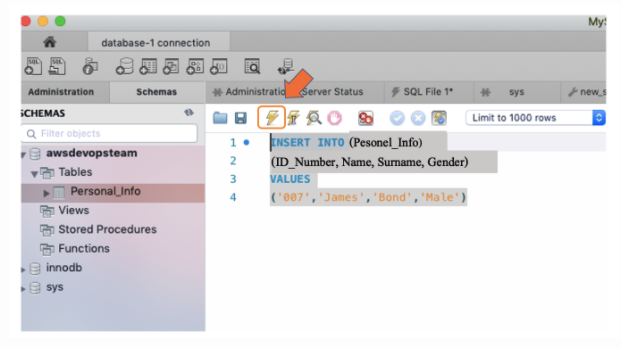 MyS
database-1 connection
Administration Schemas
Administration Server Status SQL File 1* sys new_s
SCHEMAS
Filter objects
Limit to 1000 rows
awsdevopsteam
Tables
Personal_Info
Views
Stored Procedures
Functions
innodb
sys
1 INSERT INTO (Pesonel_Info)
2 (ID_Number, Name, Surname, Gender)
3 VALUES
4 ('007','James','Bond','Male')